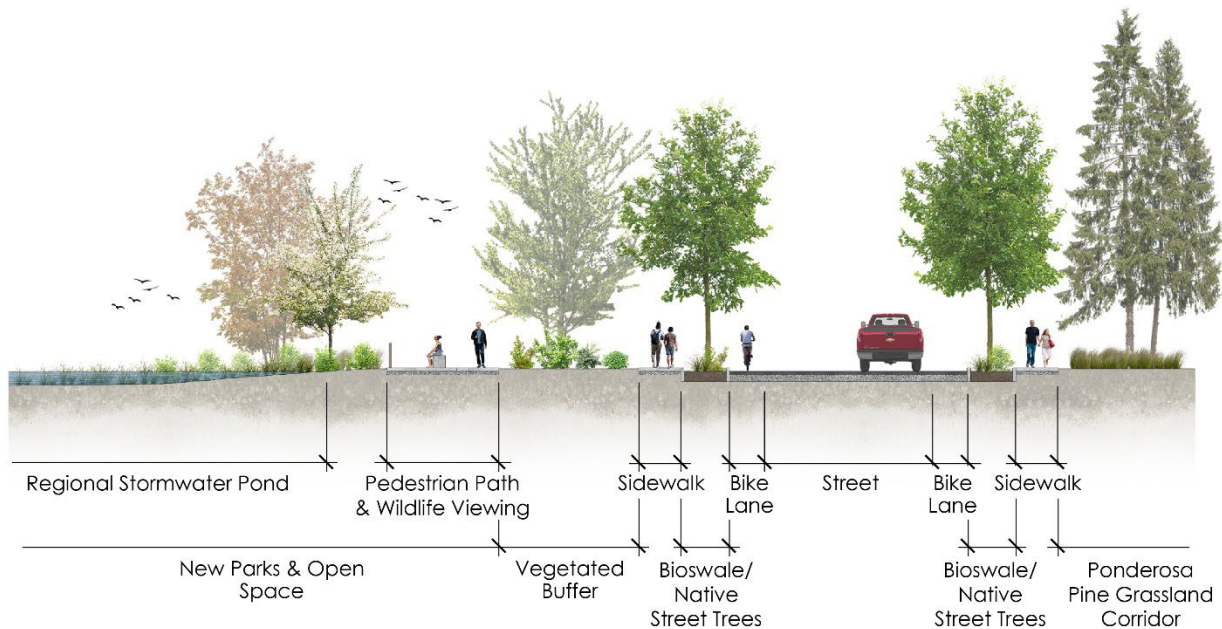 Regional Stormwater Pond
Pedestrian Path
& Wildlife Viewing
Sidewalk
Bike
Lane
Street
Bike
Lane
Sidewalk
New Parks & Open
Space
Vegetated
Buffer
Bioswale/
Native
Street Trees
Bioswale/
Native
Street Trees
Ponderosa
Pine Grassland
Corridor